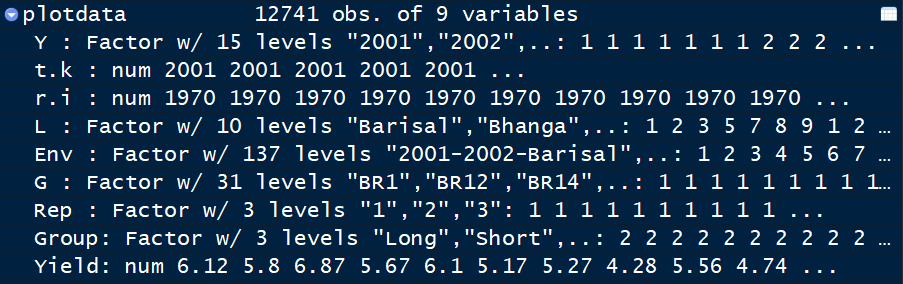 plotdata 12741 obs. of 9 variables
Y : Factor w/ 15 levels "2001","2002",..: 1 1 1 1 1 1 1 2 2 2 ...
t.k : num 2001 2001 2001 2001 2001 ...
r.i : num 1970 1970 1970 1970 1970 1970 1970 1970 1970 1970 ...
L : Factor w/ 10 levels "Barisal","Bhanga",..: 1 2 3 5 7 8 9 1 2 …
Env : Factor w/ 137 levels "2001-2002-Barisal",..: 1 2 3 4 5 6 7 …
G : Factor w/ 31 levels "BR1","BR12","BR14",..: 1 1 1 1 1 1 1 1 1…
Rep : Factor w/ 3 levels "1","2","3": 1 1 1 1 1 1 1 1 1 1 ...
Group: Factor w/ 3 levels "Long","Short",..: 2 2 2 2 2 2 2 2 2 2 …
Yield: num 6.12 5.8 6.87 5.67 6.1 5.17 5.27 4.28 5.56 4.74 ...